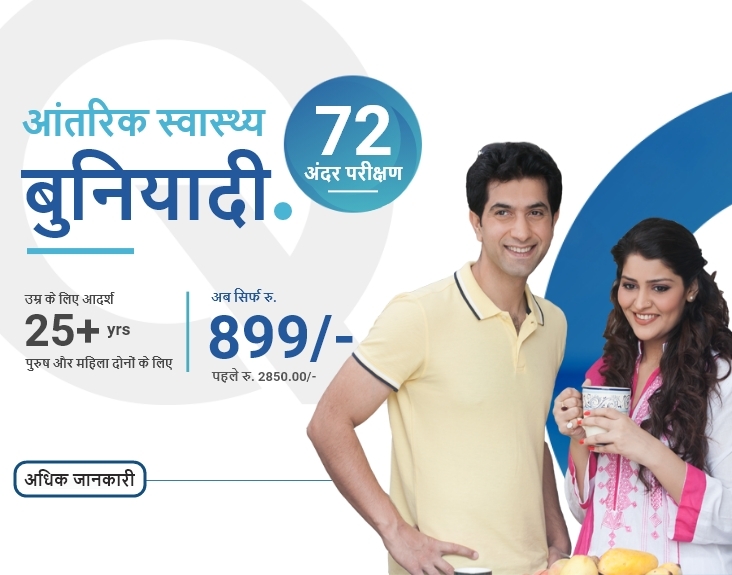 आंतरिक स्वास्थ्य
बुनियादी.
72
अंदर परीक्षण
उम्र के लिए आदर्श
25+ yrs
पुरुष और महिला दोनों के लिए
अब सिर्फ रु.
899/-
पहले रु. 2850.00/-
अधिक जानकारी